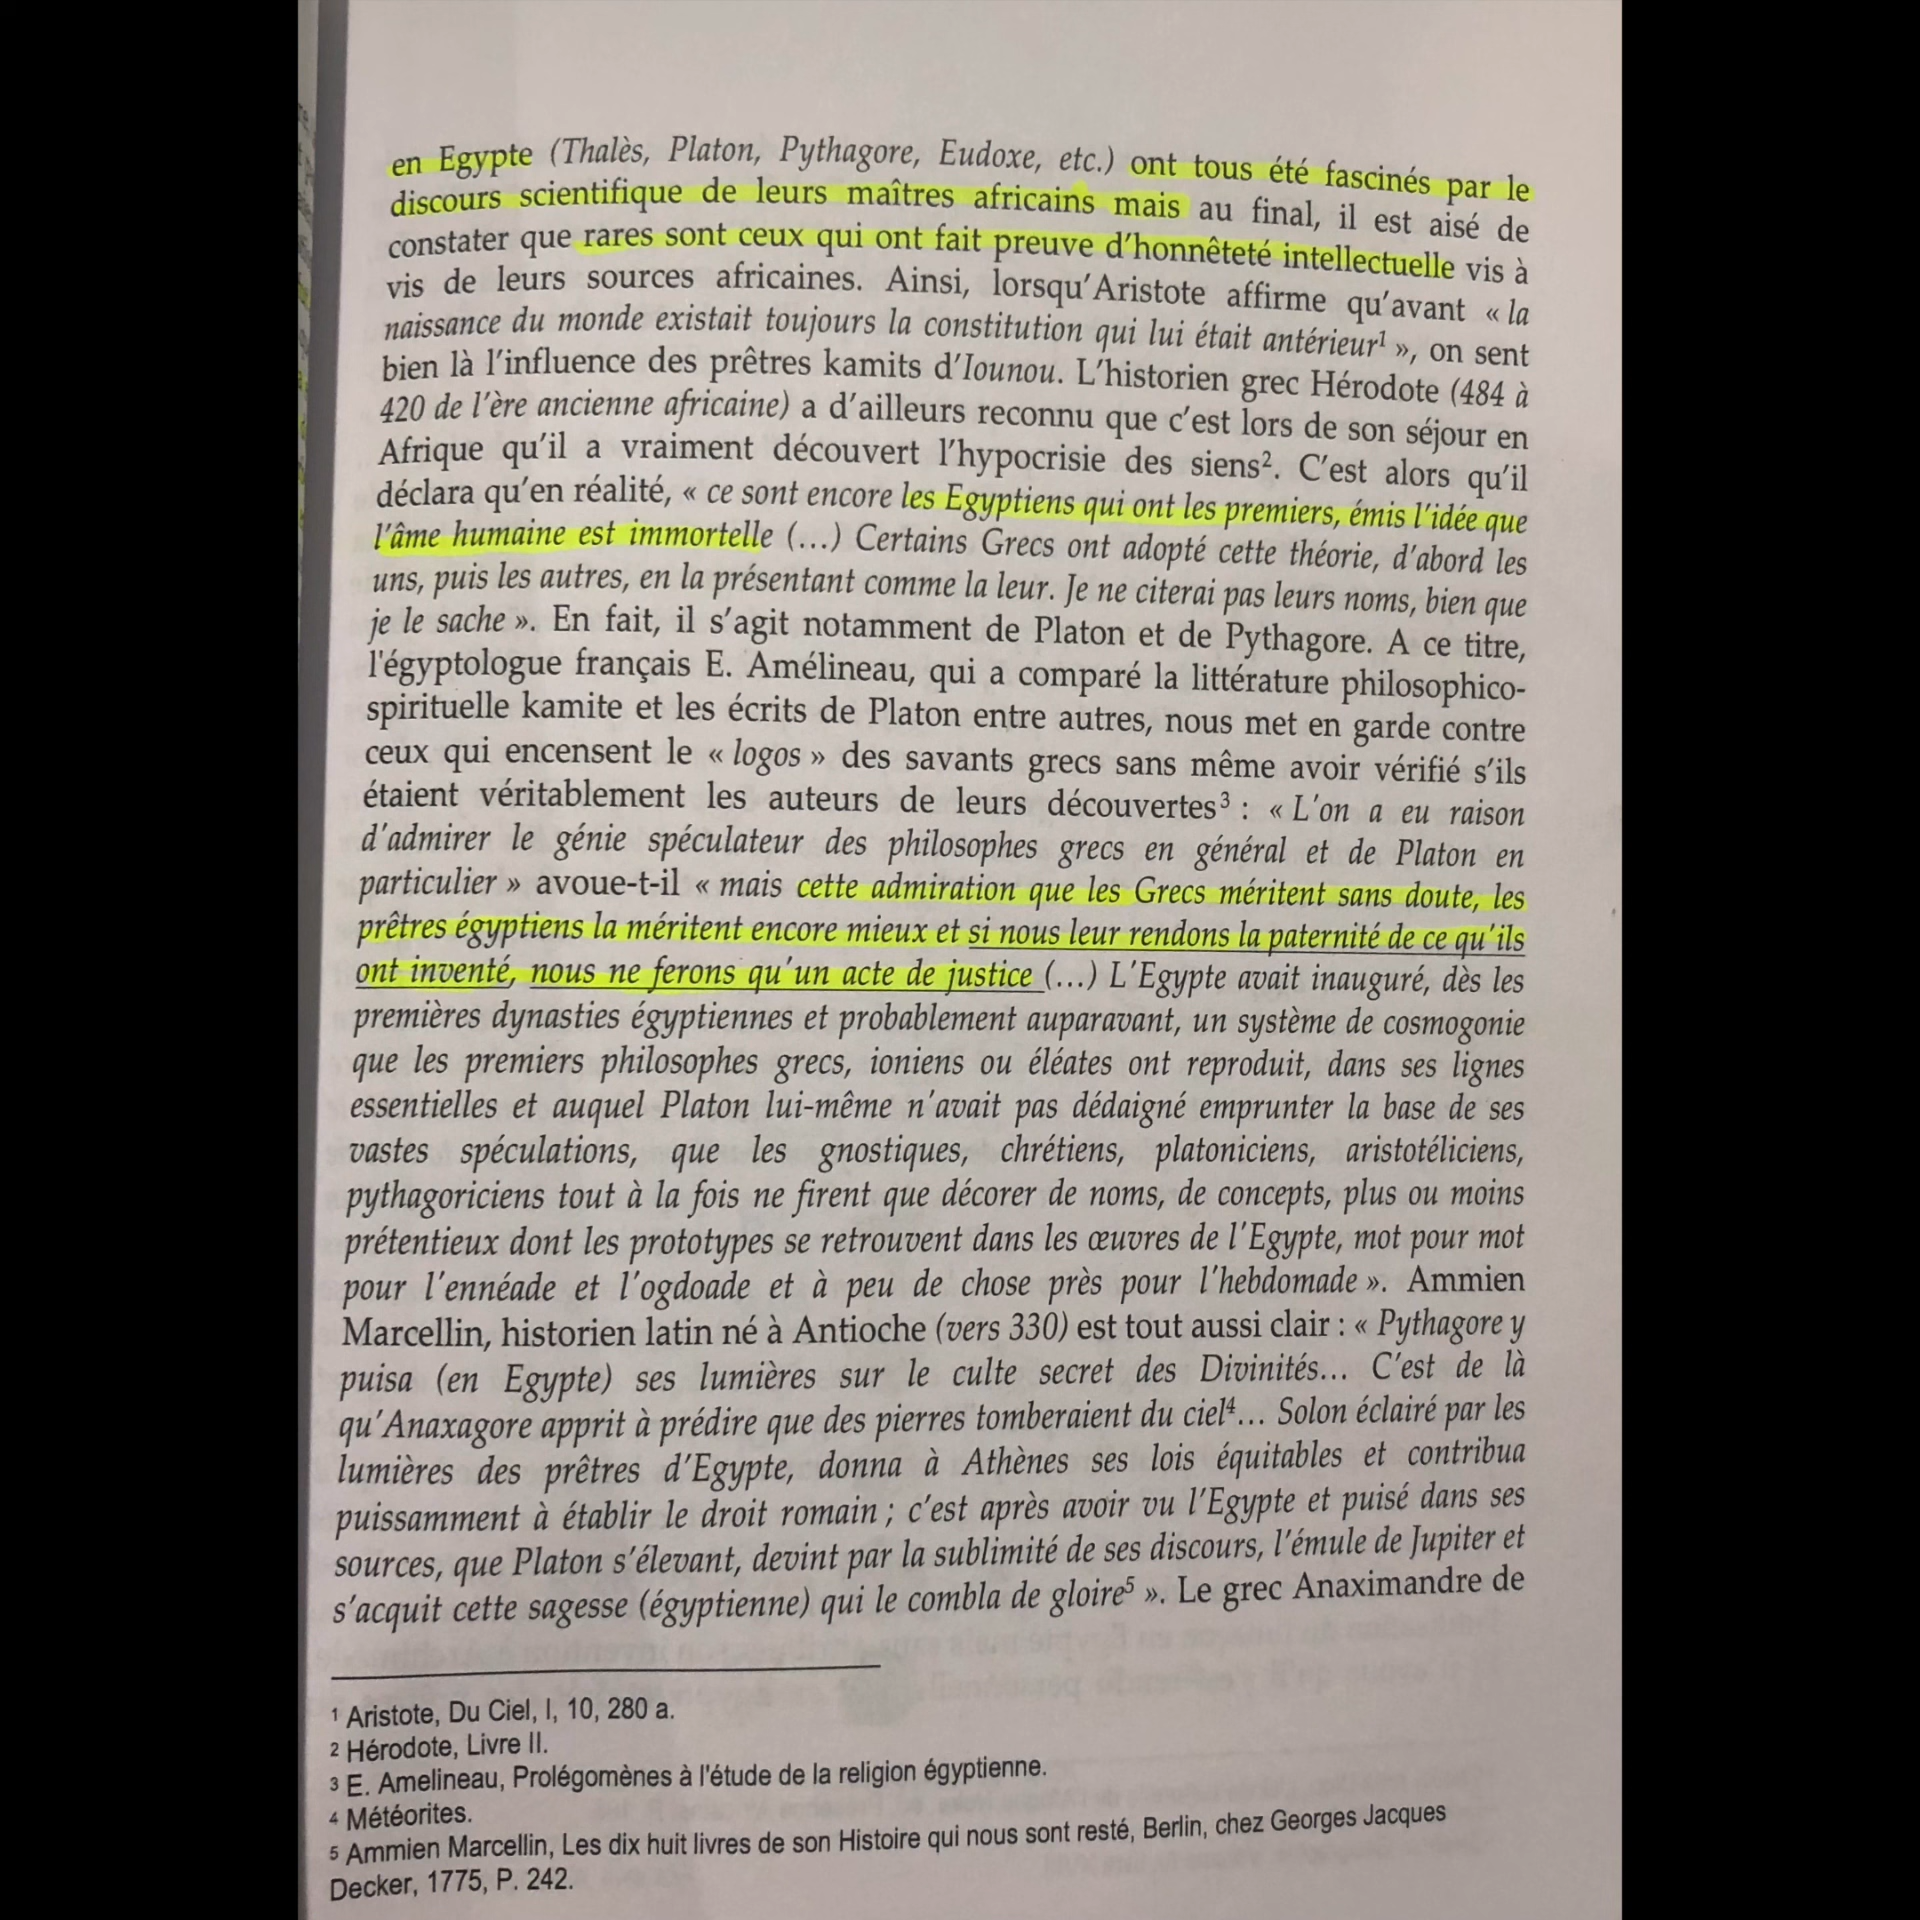 en Egypte (Thalès, Platon, Pythagore, Eudoxe, etc.) ont tous été fascinés par le
discours scientifique de leurs maîtres africains mais au final, il est aisé de
constater que rares sont ceux qui ont fait preuve d'honnêteté intellectuelle vis à
vis de leurs sources africaines. Ainsi, lorsqu'Aristote affirme qu'avant « la
naissance du monde existait toujours la constitution qui lui était antérieur¹ », on sent
bien là l'influence des prêtres kamits d'Iounou. L'historien grec Hérodote (484 à
420 de l'ère ancienne africaine) a d'ailleurs reconnu que c'est lors de son séjour en
Afrique qu'il a vraiment découvert l'hypocrisie des siens². C'est alors qu'il
déclara qu'en réalité, « ce sont encore les Egyptiens qui ont les premiers, émis l'idée que
l'âme humaine est immortelle (...) Certains Grecs ont adopté cette théorie, d'abord les
uns, puis les autres, en la présentant comme la leur. Je ne citerai pas leurs noms, bien que
je le sache ». En fait, il s'agit notamment de Platon et de Pythagore. A ce titre,
l'égyptologue français E. Amélineau, qui a comparé la littérature philosophico-
spirituelle kamite et les écrits de Platon entre autres, nous met en garde contre
ceux qui encensent le « logos » des savants grecs sans même avoir vérifié s'ils
étaient véritablement les auteurs de leurs découvertes³ : « L'on a eu raison
d'admirer le génie spéculateur des philosophes grecs en général et de Platon en
particulier » avoue-t-il « mais cette admiration que les Grecs méritent sans doute, les
prêtres égyptiens la méritent encore mieux et si nous leur rendons la paternité de ce qu'ils
ont inventé, nous ne ferons qu'un acte de justice (...) L'Egypte avait inauguré, dès les
premières dynasties égyptiennes et probablement auparavant, un système de cosmogonie
que les premiers philosophes grecs, ioniens ou éléates ont reproduit, dans ses lignes
essentielles et auquel Platon lui-même n'avait pas dédaigné emprunter la base de ses
vastes spéculations, que les gnostiques, chrétiens, platoniciens, aristotéliciens,
pythagoriciens tout à la fois ne firent que décorer de noms, de concepts, plus ou moins
prétentieux dont les prototypes se retrouvent dans les œuvres de l'Egypte, mot pour mot
pour l'ennéade et l'ogdoade et à peu de chose près pour l'hebdomade ». Ammien
Marcellin, historien latin né à Antioche (vers 330) est tout aussi clair : « Pythagore y
puisa (en Egypte) ses lumières sur le culte secret des Divinités... C'est de là
qu'Anaxagore apprit à prédire que des pierres tomberaient du ciel⁴... Solon éclairé par les
lumières des prêtres d'Egypte, donna à Athènes ses lois équitables et contribua
puissamment à établir le droit romain ; c'est après avoir vu l'Egypte et puisé dans ses
sources, que Platon s'élevant, devint par la sublimité de ses discours, l'émule de Jupiter et
s'acquit cette sagesse (égyptienne) qui le combla de gloire⁵ ». Le grec Anaximandre de
¹ Aristote, Du Ciel, I, 10, 280 a.
² Hérodote, Livre II.
³ E. Amelineau, Prolégomènes à l'étude de la religion égyptienne.
⁴ Météorites.
⁵ Ammien Marcellin, Les dix huit livres de son Histoire qui nous sont resté, Berlin, chez Georges Jacques
Decker, 1775, P. 242.